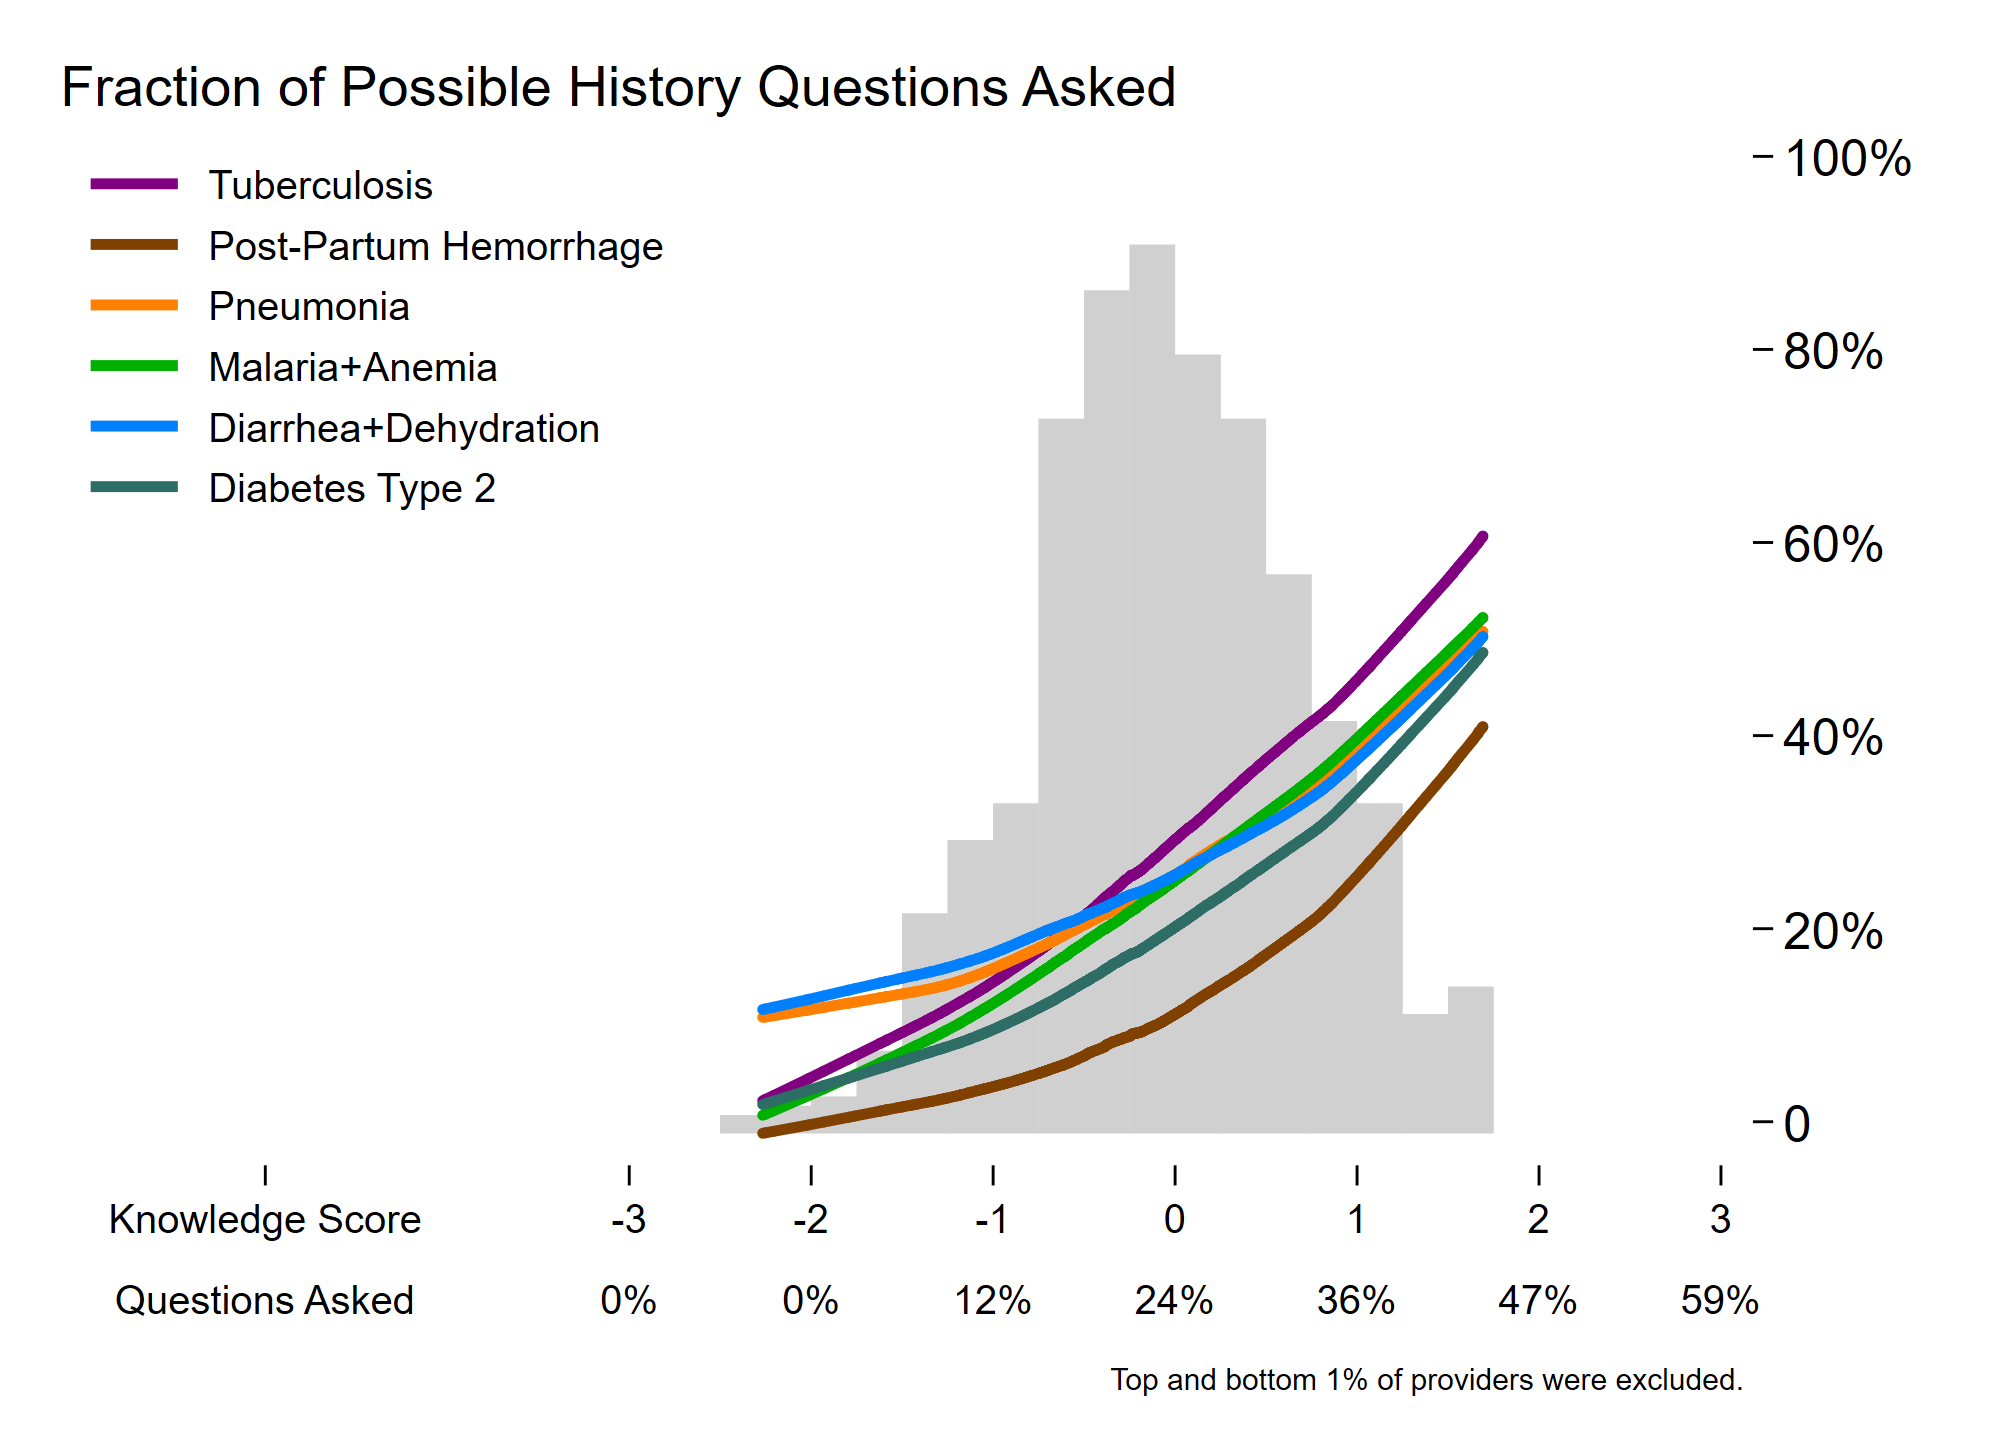 Fraction of Possible History Questions Asked
Tuberculosis
Post-Partum Hemorrhage
Pneumonia
Malaria+Anemia
Diarrhea+Dehydration
Diabetes Type 2
100%
80%
60%
40%
20%
0
Knowledge Score -3 -2 -1 0 1 2 3
Questions Asked 0% 0% 12% 24% 36% 47% 59%
Top and bottom 1% of providers were excluded.